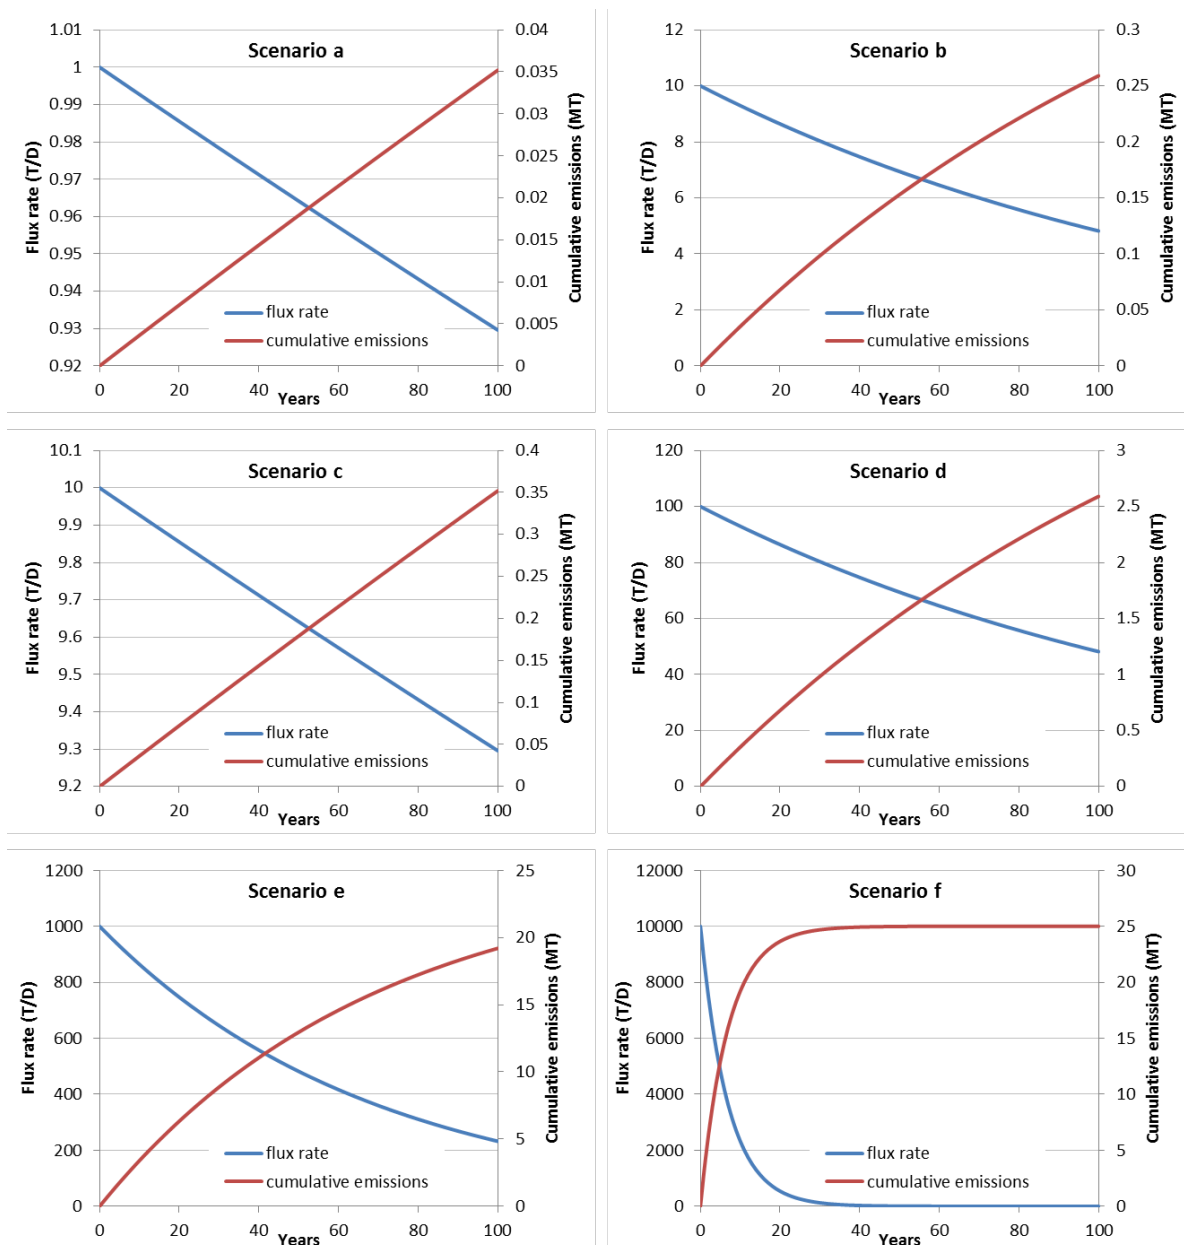 Scenario a
Flux rate (T/D)
1.01
1
0.99
0.98
0.97
0.96
0.95
0.94
0.93
0.92
0.04
0.035
0.03
0.025
0.02
0.015
0.01
0.005
0
Cumulative emissions (MT)
flux rate
cumulative emissions
0 20 40 60 80 100
Years
Scenario b
Flux rate (T/D)
12
10
8
6
4
2
0
0.3
0.25
0.2
0.15
0.1
0.05
0
Cumulative emissions (MT)
flux rate
cumulative emissions
0 20 40 60 80 100
Years
Scenario c
Flux rate (T/D)
10.1
10
9.9
9.8
9.7
9.6
9.5
9.4
9.3
9.2
0.4
0.35
0.3
0.25
0.2
0.15
0.1
0.05
0
Cumulative emissions (MT)
flux rate
cumulative emissions
0 20 40 60 80 100
Years
Scenario d
Flux rate (T/D)
120
100
80
60
40
20
0
3
2.5
2
1.5
1
0.5
0
Cumulative emissions (MT)
flux rate
cumulative emissions
0 20 40 60 80 100
Years
Scenario e
Flux rate (T/D)
1200
1000
800
600
400
200
0
25
20
15
10
5
0
Cumulative emissions (MT)
flux rate
cumulative emissions
0 20 40 60 80 100
Years
Scenario f
Flux rate (T/D)
12000
10000
8000
6000
4000
2000
0
30
25
20
15
10
5
0
Cumulative emissions (MT)
flux rate
cumulative emissions
0 20 40 60 80 100
Years